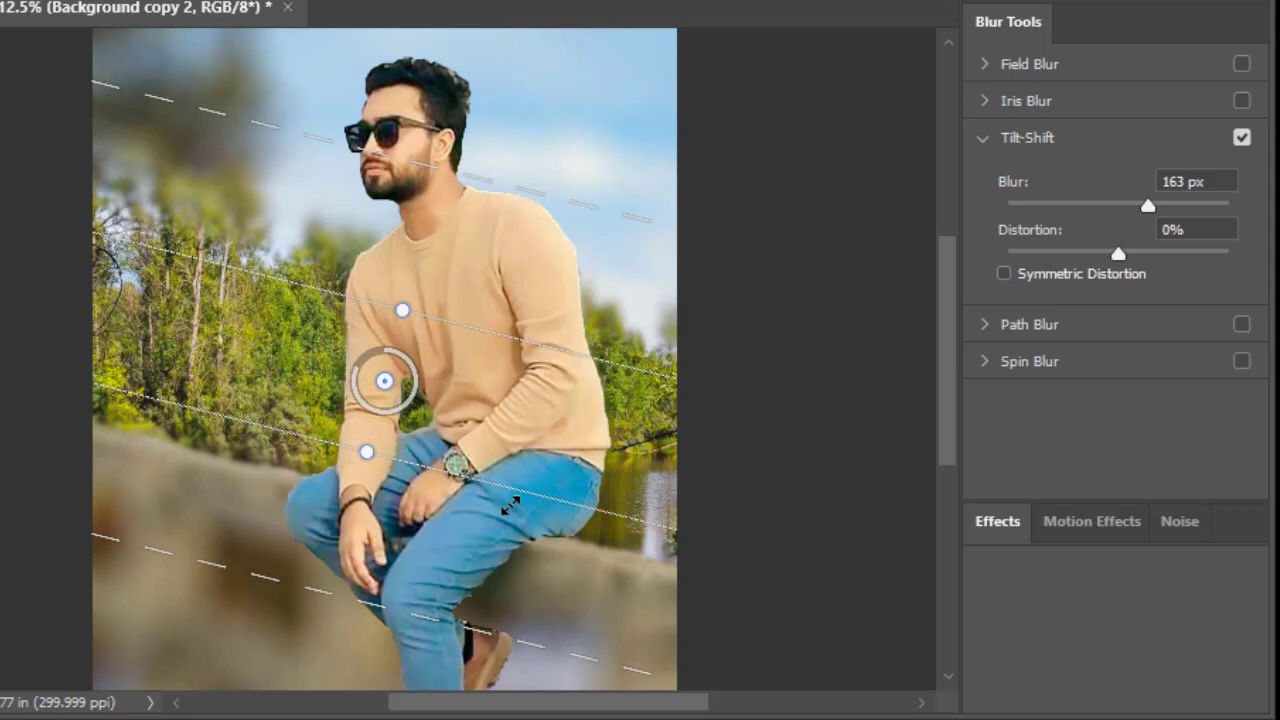 12.5% (Background copy 2, RGB/8*) *
Blur Tools
Field Blur
Iris Blur
Tilt-Shift
Blur: 163 px
Distortion: 0%
Symmetric Distortion
Path Blur
Spin Blur
Effects Motion Effects Noise
77 in (299.999 ppi)